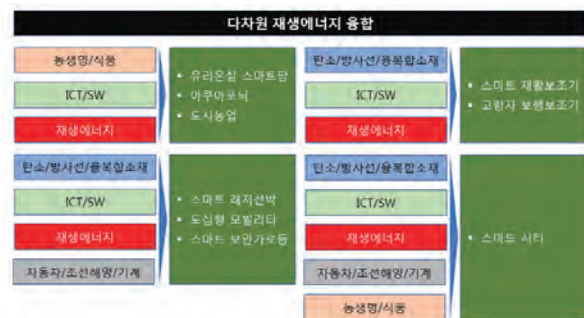 다차원 재생에너지 융합
농생명/식품
ICT/SW
재생에너지
• 유리온실 스마트팜
• 아쿠아포닉
• 도시농업
탄소/방사선/융복합소재
ICT/SW
재생에너지
• 스마트 재활보조기
• 고령자 보행보조기
탄소/방사선/융복합소재
ICT/SW
재생에너지
자동차/조선해양/기계
• 스마트 레저선박
• 도심형 모빌리티
• 스마트 보안가로등
탄소/방사선/융복합소재
ICT/SW
재생에너지
자동차/조선해양/기계
농생명/식품
• 스마트 시티